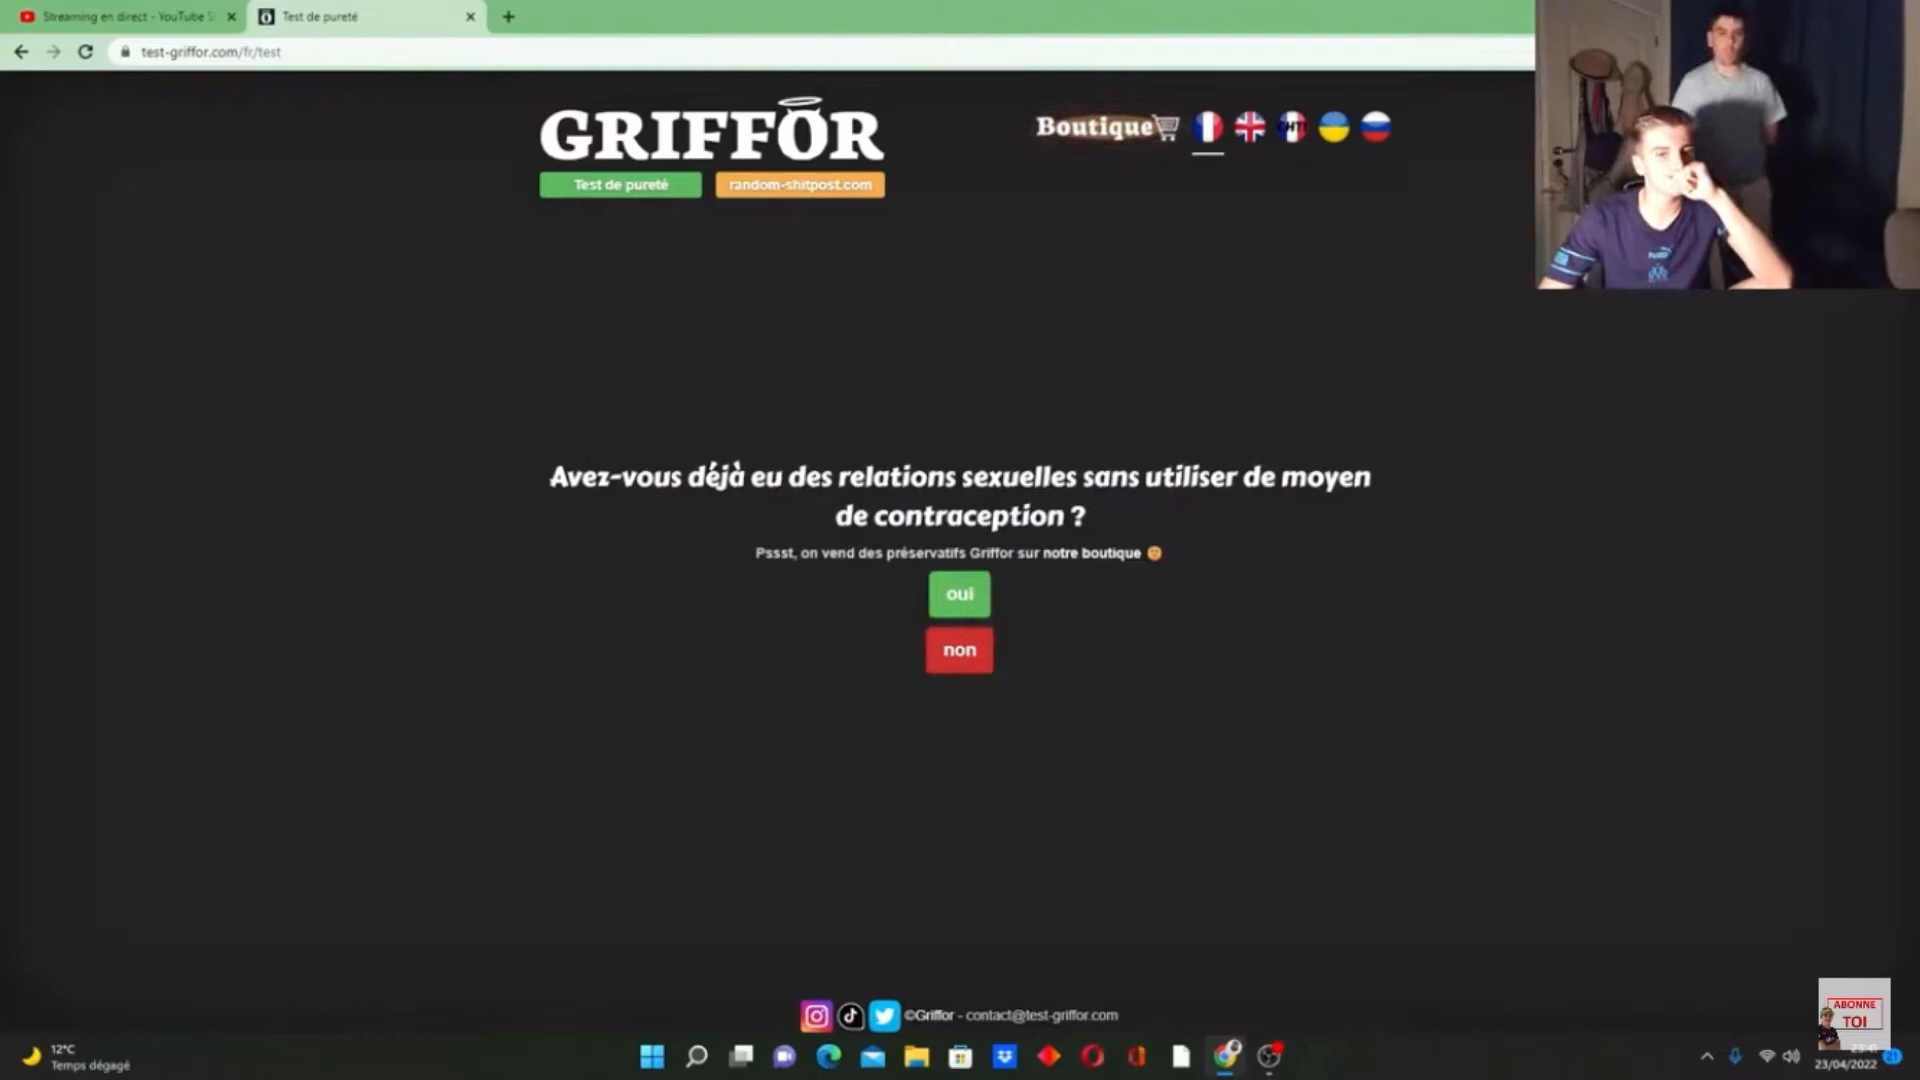 Streaming en direct - YouTube S
Test de pureté
test-griffor.com/fr/test
GRIFFOR
Boutique
CHTI
Test de pureté
random-shitpost.com
Avez-vous déjà eu des relations sexuelles sans utiliser de moyen
de contraception ?
Pssst, on vend des préservatifs Griffor sur notre boutique
oui
non
©Griffor - contact@test-griffor.com
ABONNE
TOI
12°C
Temps dégagé
23/04/2022